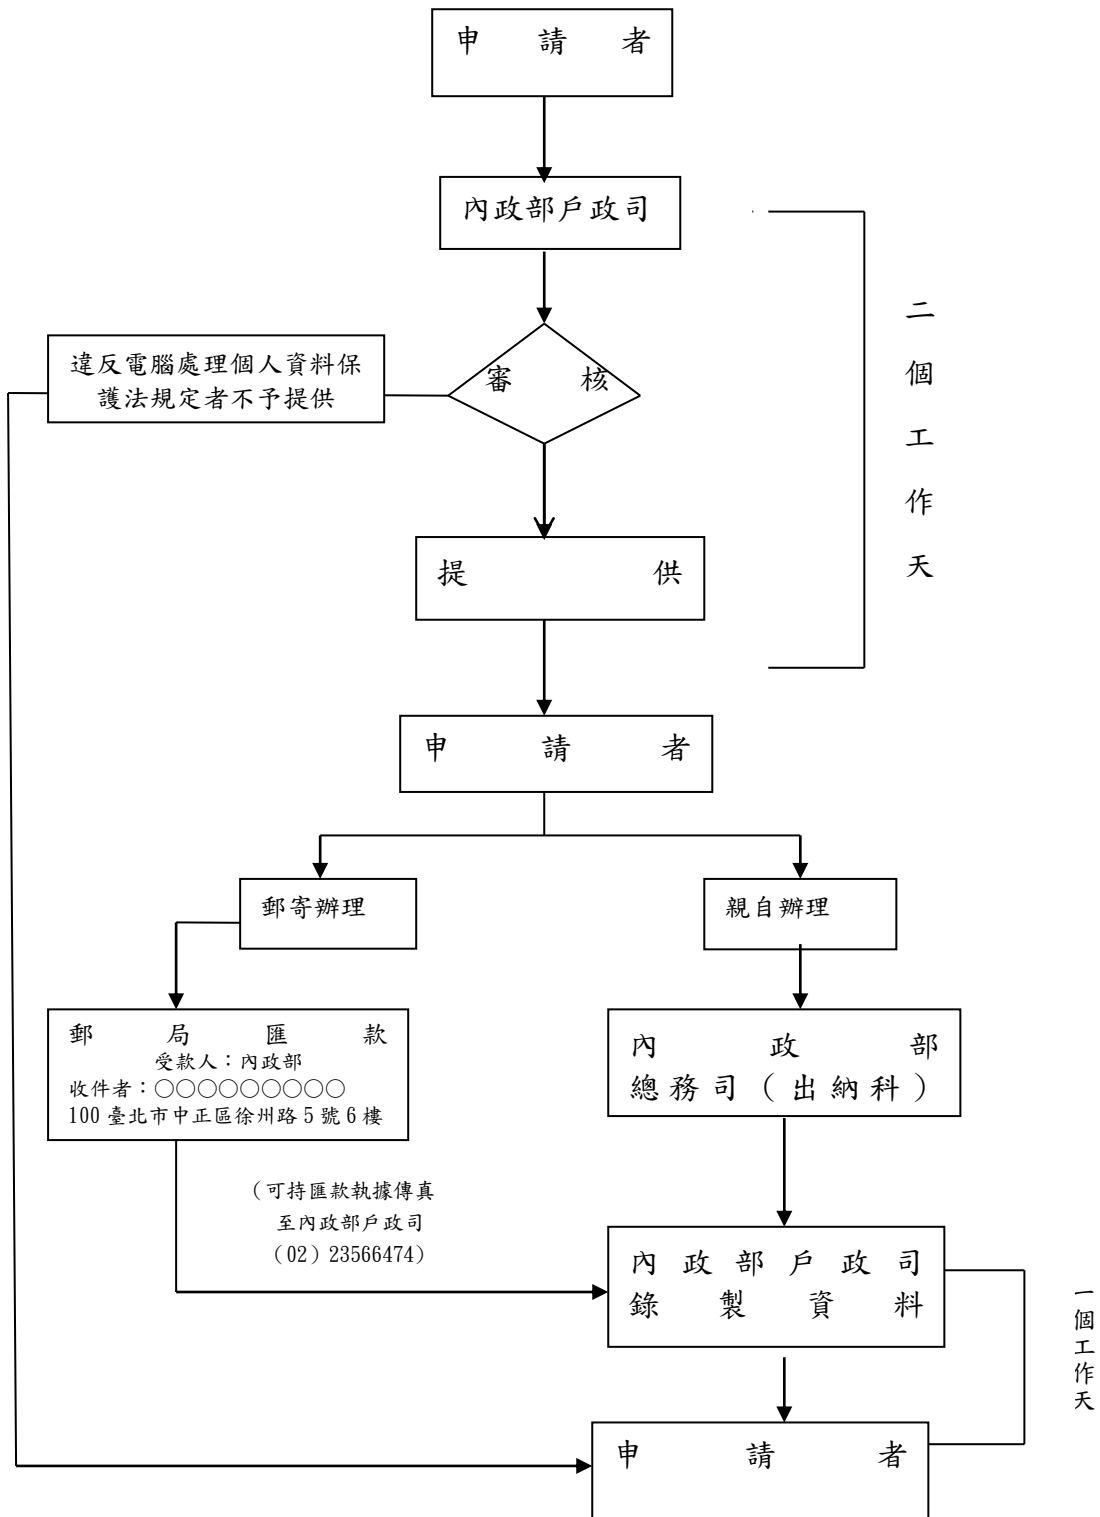 申請者
內政部戶政司
二個工作天
違反電腦處理個人資料保
護法規定者不予提供
審核
提供
申請者
郵寄辦理
親自辦理
郵局匯款
受款人：內政部
收件者：○○○○○○○○○
100 臺北市中正區徐州路 5 號 6 樓
內政部
總務司（出納科）
（可持匯款執據傳真
至內政部戶政司
（02）23566474）
內政部戶政司
錄製資料
一個工作天
申請者